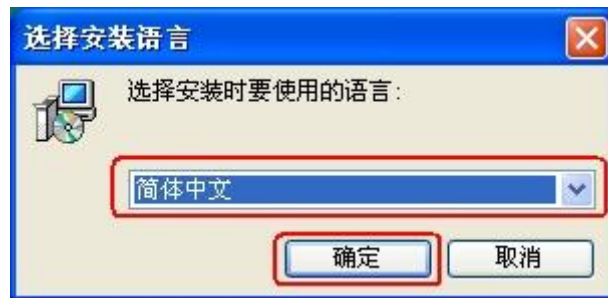 选择安装语言
选择安装时要使用的语言:
简体中文
确定 取消